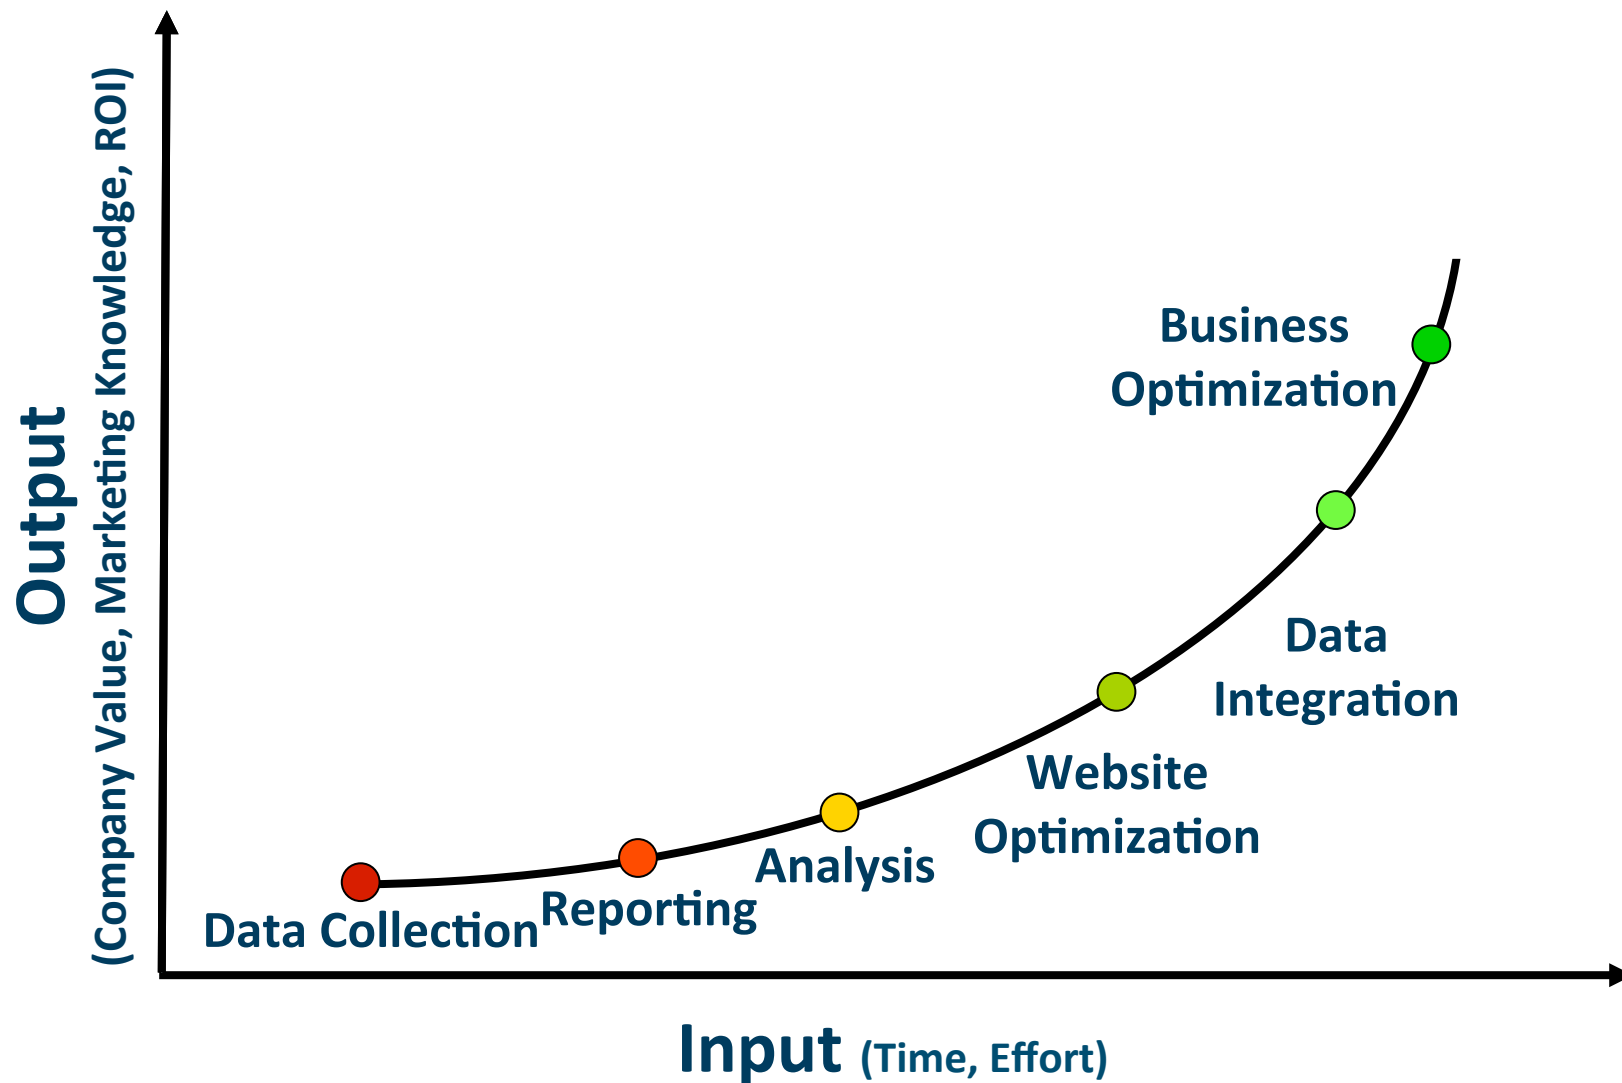 Output
(Company Value, Marketing Knowledge, ROI)
Business
Optimization
Data
Integration
Website
Optimization
Analysis
Reporting
Data Collection
Input (Time, Effort)